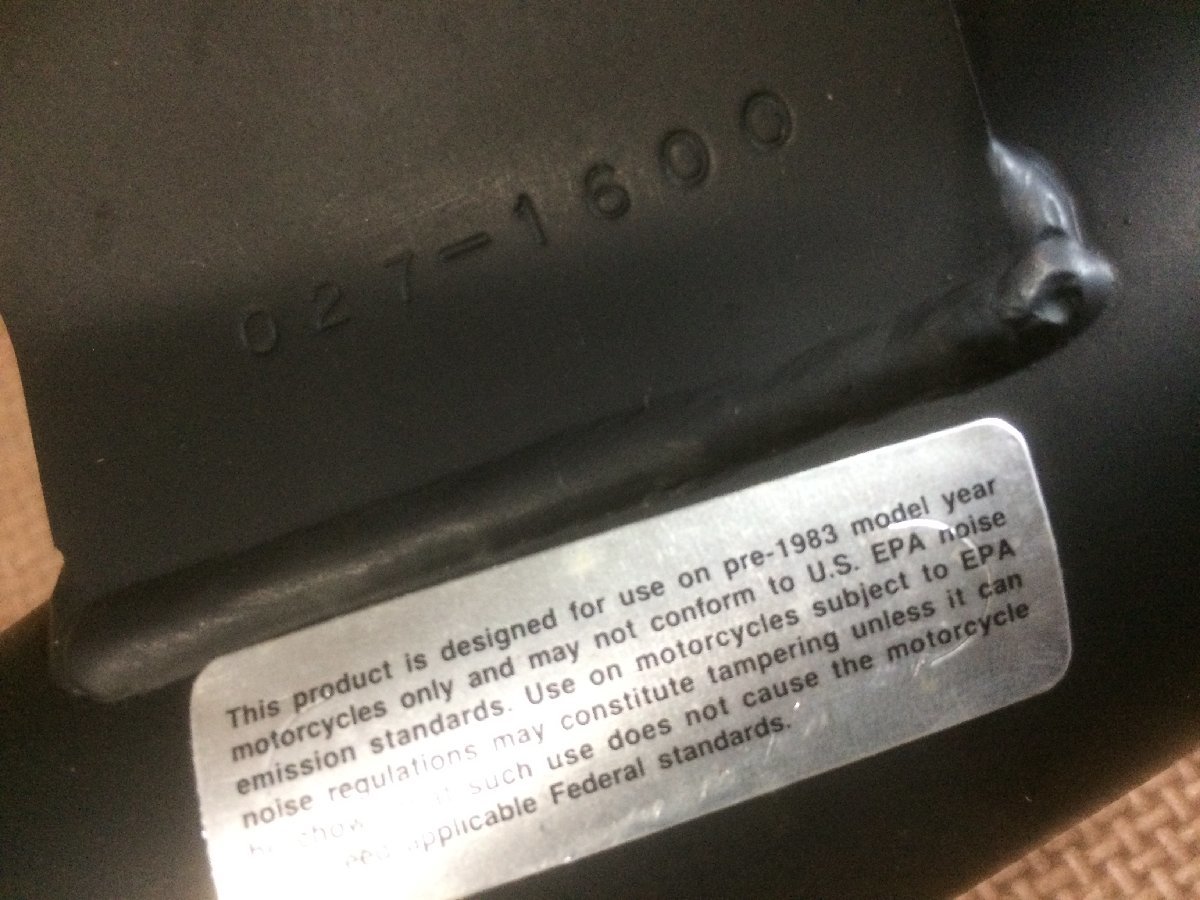 027-1600
This product is designed for use on pre-1983 model year
motorcycles only and may not conform to U.S. EPA noise
emission standards. Use on motorcycles subject to EPA
noise regulations may constitute tampering unless it can
show such use does not cause the motorcycle
applicable Federal standards.